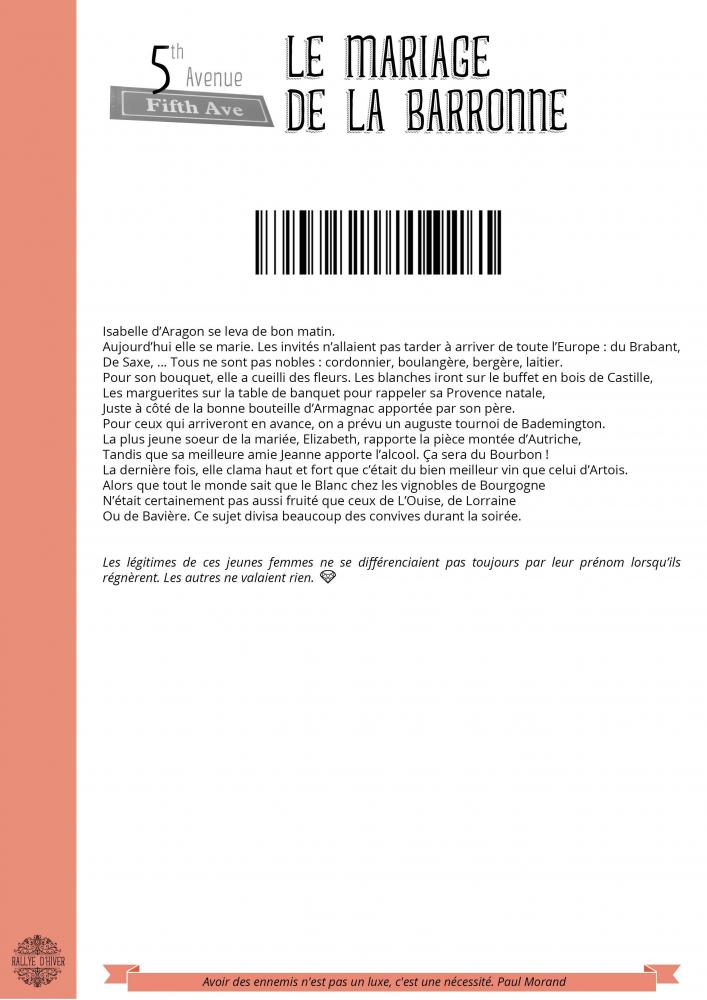 5th
Avenue
Fifth Ave
LE MARIAGE
DE LA BARRONNE
Isabelle d’Aragon se leva de bon matin.
Aujourd’hui elle se marie. Les invités n’allaient pas tarder à arriver de toute l’Europe : du Brabant,
De Saxe, ... Tous ne sont pas nobles : cordonnier, boulangère, bergère, laitier.
Pour son bouquet, elle a cueilli des fleurs. Les blanches iront sur le buffet en bois de Castille,
Les marguerites sur la table de banquet pour rappeler sa Provence natale,
Juste à côté de la bonne bouteille d’Armagnac apportée par son père.
Pour ceux qui arriveront en avance, on a prévu un auguste tournoi de Bademington.
La plus jeune soeur de la mariée, Elizabeth, rapporte la pièce montée d’Autriche,
Tandis que sa meilleure amie Jeanne apporte l’alcool. Ça sera du Bourbon !
La dernière fois, elle clama haut et fort que c’était du bien meilleur vin que celui d’Artois.
Alors que tout le monde sait que le Blanc chez les vignobles de Bourgogne
N’était certainement pas aussi fruité que ceux de L’Ouise, de Lorraine
Ou de Bavière. Ce sujet divisa beaucoup des convives durant la soirée.
Les légitimes de ces jeunes femmes ne se différenciaient pas toujours par leur prénom lorsqu’ils
régnèrent. Les autres ne valaient rien.
RALLYE D'HIVER
Avoir des ennemis n'est pas un luxe, c'est une nécessité. Paul Morand